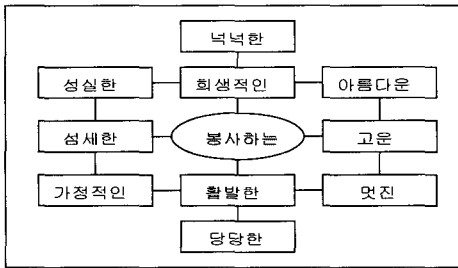 넉넉한
성실한 희생적인 아름다운
섬세한 봉사하는 고운
가정적인 활발한 멋진
당당한